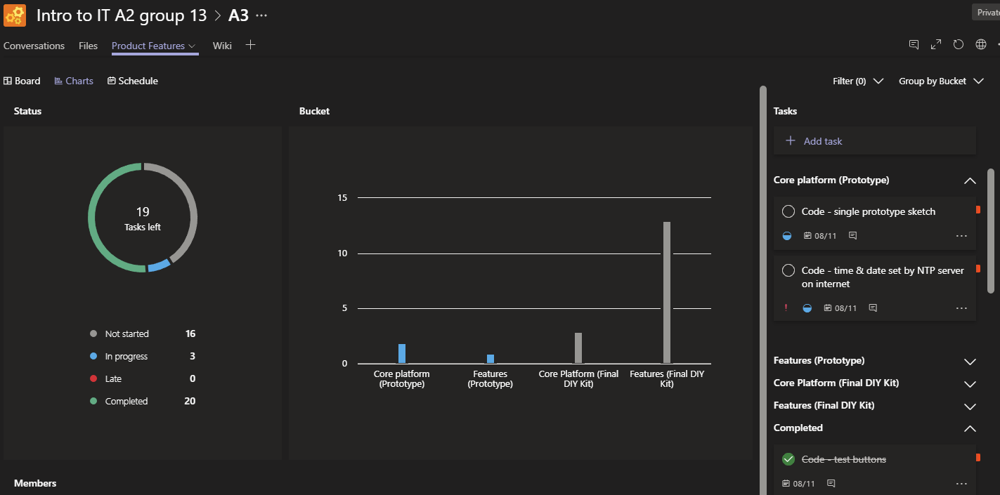 Intro to IT A2 group 13 > A3 ...
Private
Conversations Files Product Features Wiki
Board Charts Schedule
Filter (0) Group by Bucket
Status
Bucket
Tasks
19
Tasks left
Not started 16
In progress 3
Late 0
Completed 20
15
10
5
0
Core platform
(Prototype)
Features
(Prototype)
Core Platform (Final
DIY Kit)
Features (Final DIY
Kit)
Members
Add task
Core platform (Prototype)
Code - single prototype sketch
08/11
Code - time & date set by NTP server
on internet
! 08/11
Features (Prototype)
Core Platform (Final DIY Kit)
Features (Final DIY Kit)
Completed
Code - test buttons
08/11